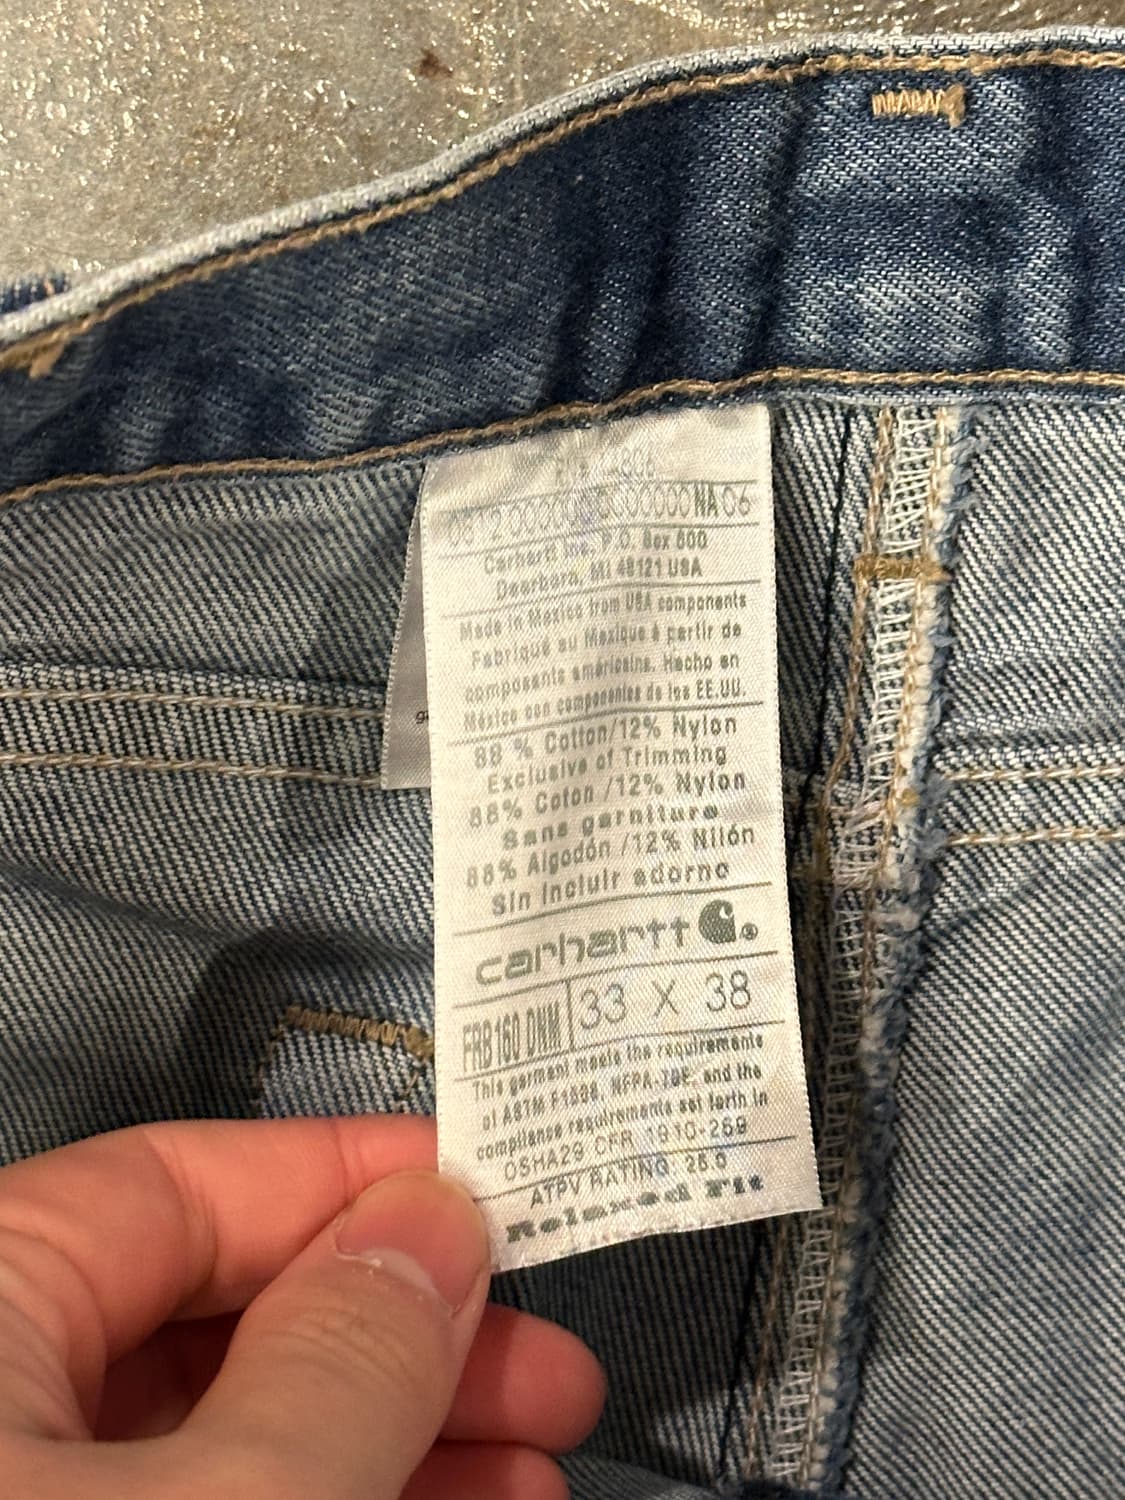 NA 06
Carhartt Inc. P.O. Box 600
Dearborn, MI 48121 USA
Made in Mexico from USA components
Fabriqué au Mexique à partir de
composants américains. Hecho en
México con componentes de los EE.UU.
88 % Cotton/12% Nylon
Exclusive of Trimming
88% Coton /12% Nylon
Sans garniture
88% Algodón /12% Nilón
Sin incluir adorno
carhartt ®
FRB160 DNM 33 X 38
This garment meets the requirements
of ASTM NFPA-70E and the
compliance requirements set forth in
OSHA29 CFR 1910-269
ATPV RATING: 
Relaxed Fit